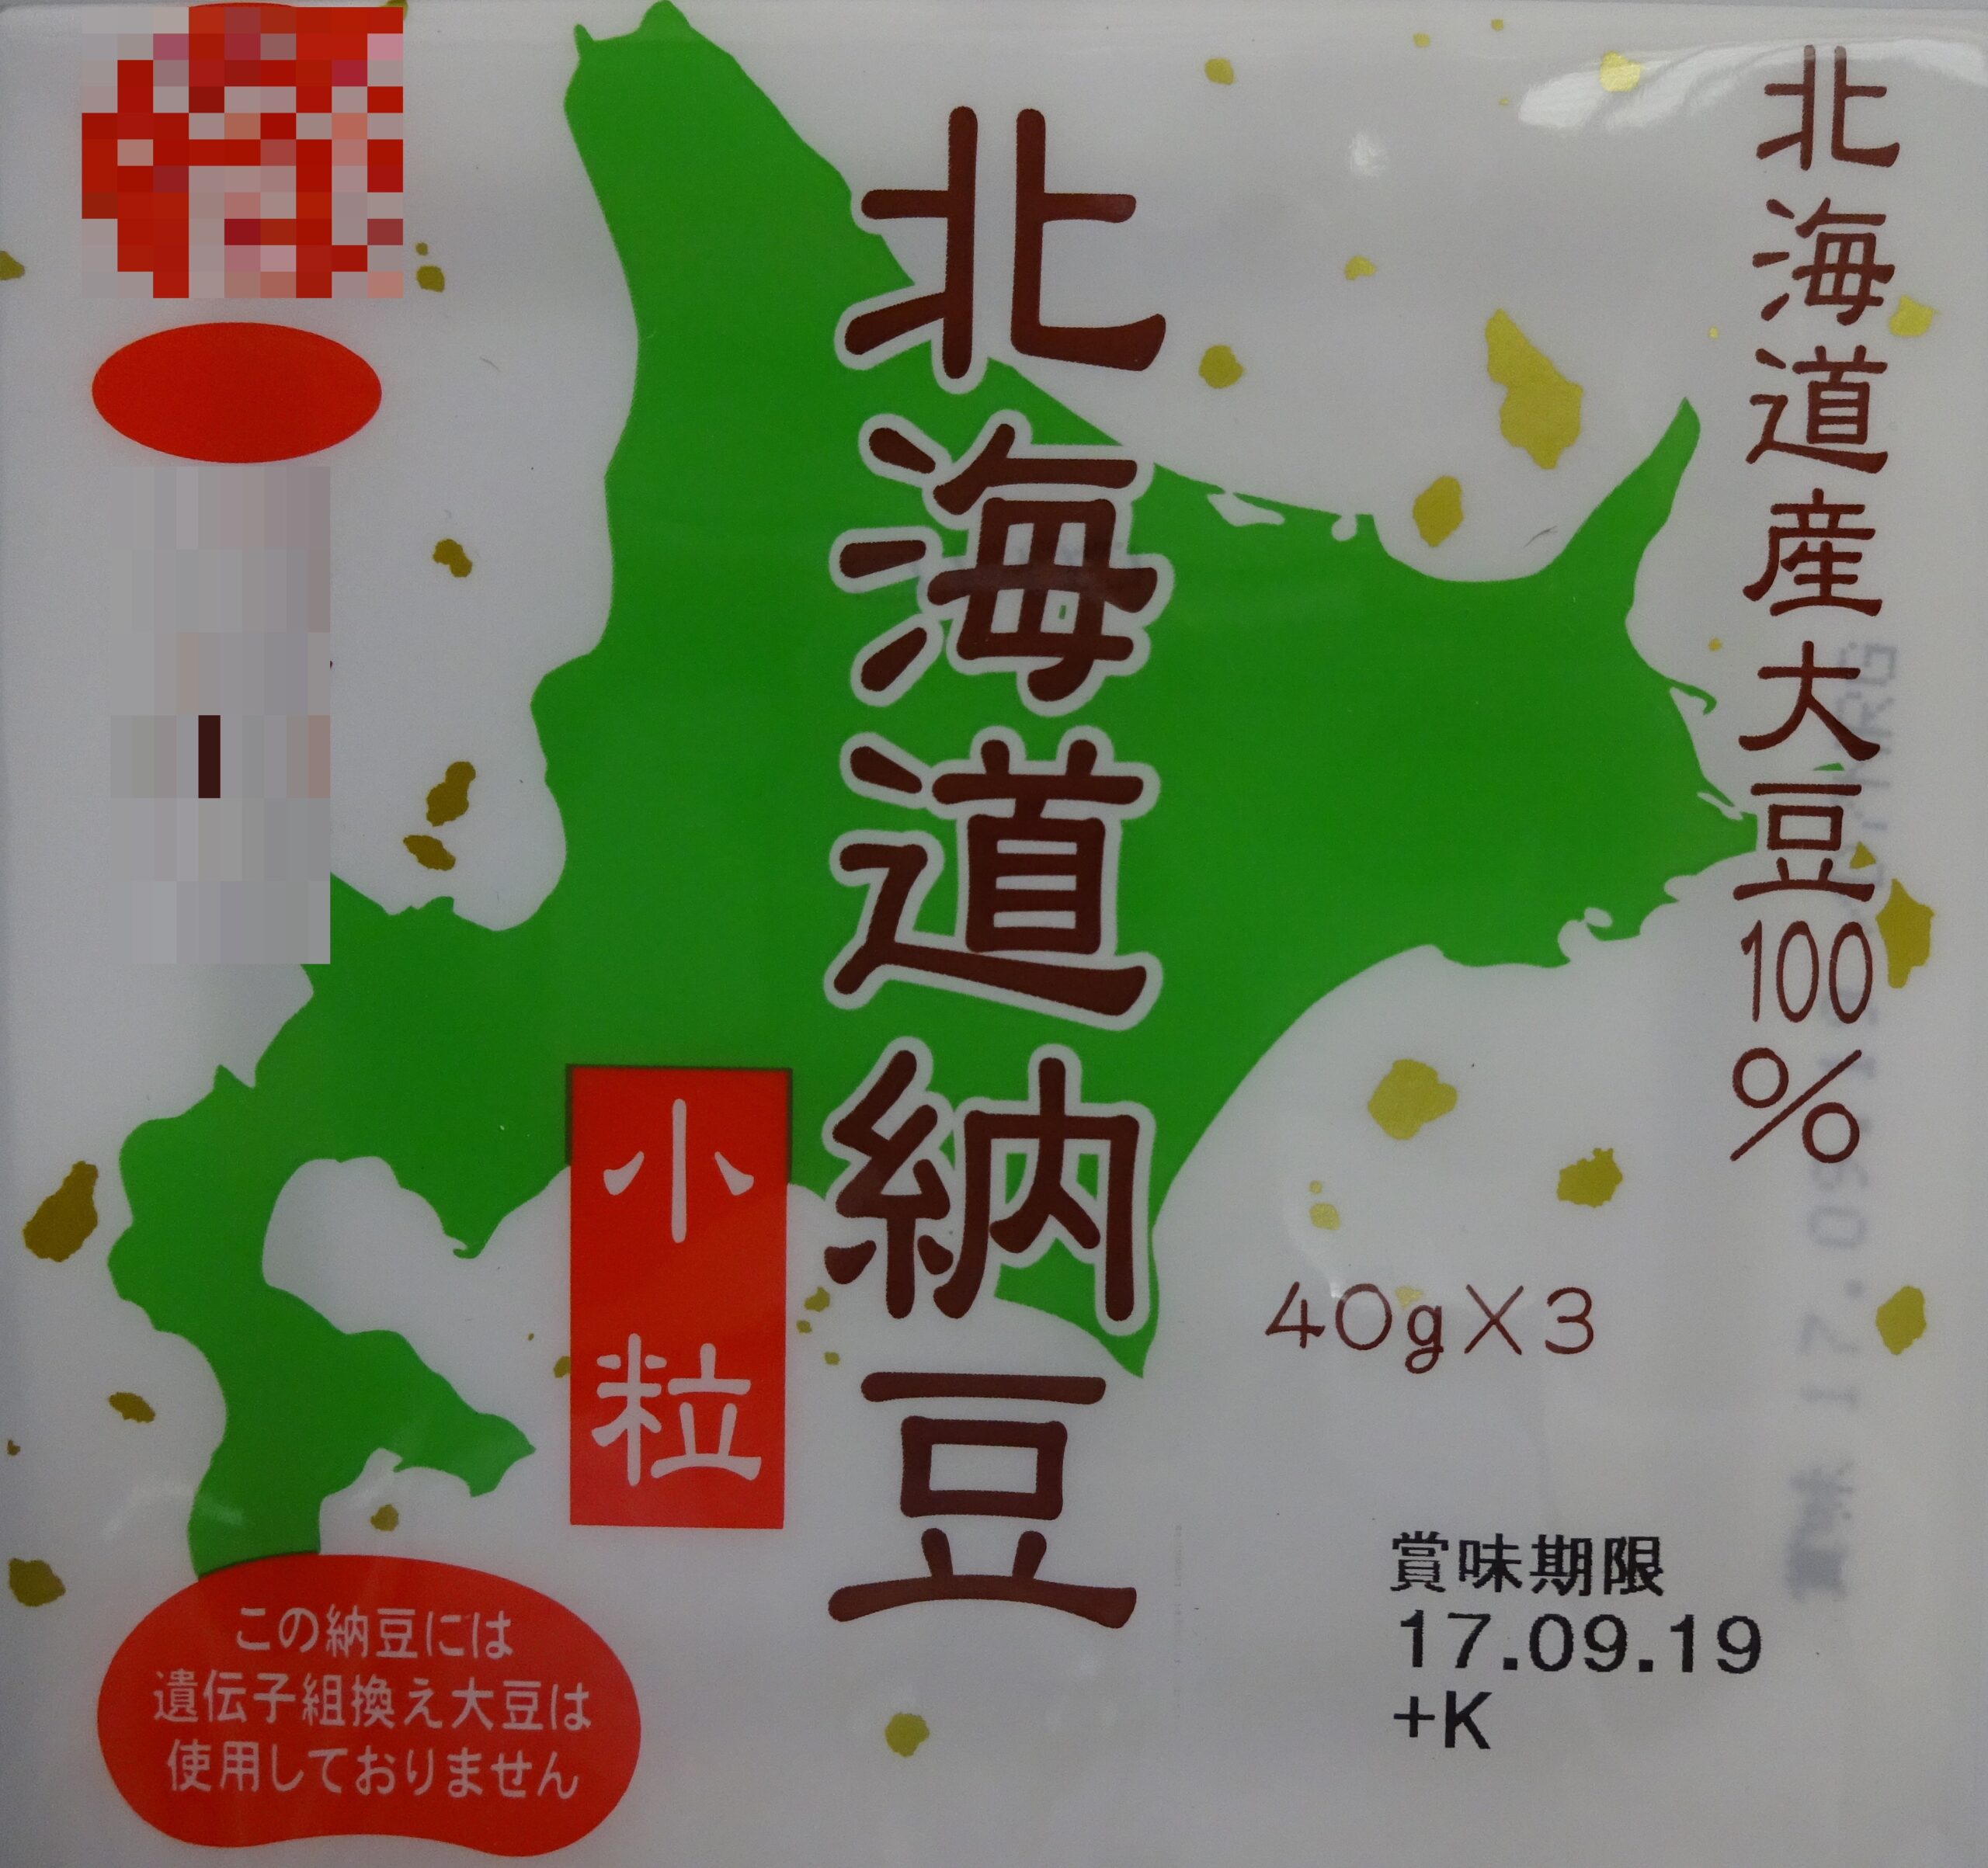 北海道産大豆100%
北海道納豆
小粒
40g×3
賞味期限
17.09.19
+K
この納豆には
遺伝子組換え大豆は
使用しておりません